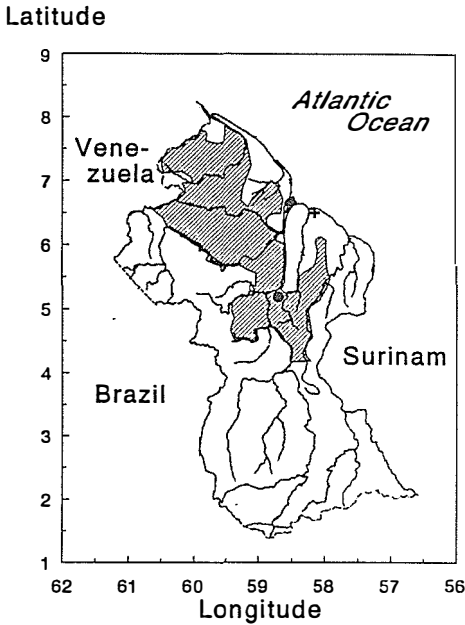 Latitude
9
8
7
6
5
4
3
2
1
Atlantic
Ocean
Vene-
zuela
Surinam
Brazil
62 61 60 59 58 57 56
Longitude